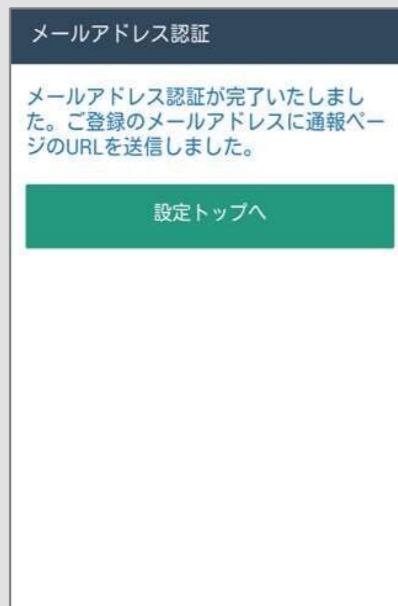 メールアドレス認証
メールアドレス認証が完了いたしまし
た。ご登録のメールアドレスに通報ペー
ジのURLを送信しました。
設定トップへ